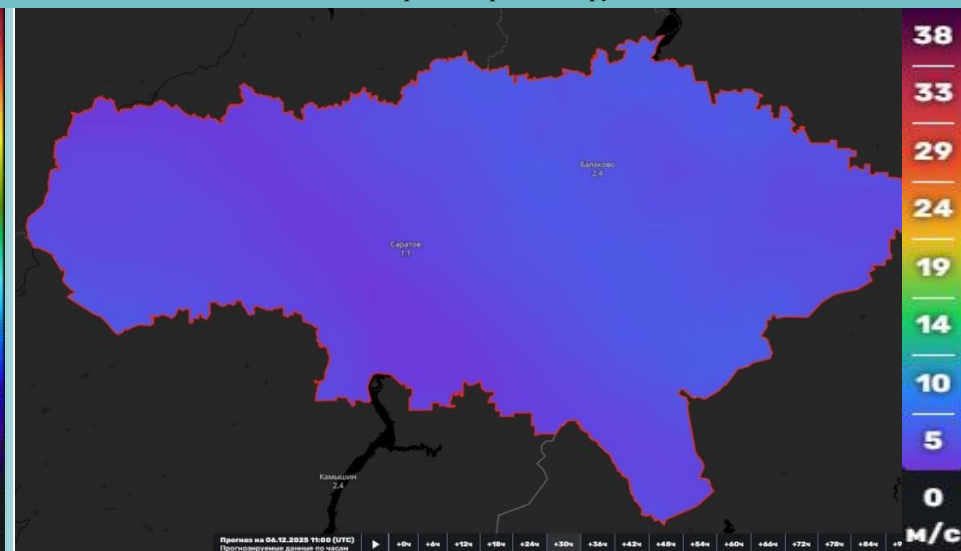 38
33
29
24
19
14
10
5
0
м/с
Балаково
2.4
Саратов
1.1
Камышин
2.4
Прогноз на 06.12.2025 11:00 (UTC)
Прогнозируемые данные по часам
+0ч +6ч +12ч +18ч +24ч +30ч +36ч +42ч +48ч +54ч +60ч +66ч +72ч +78ч +84ч +9